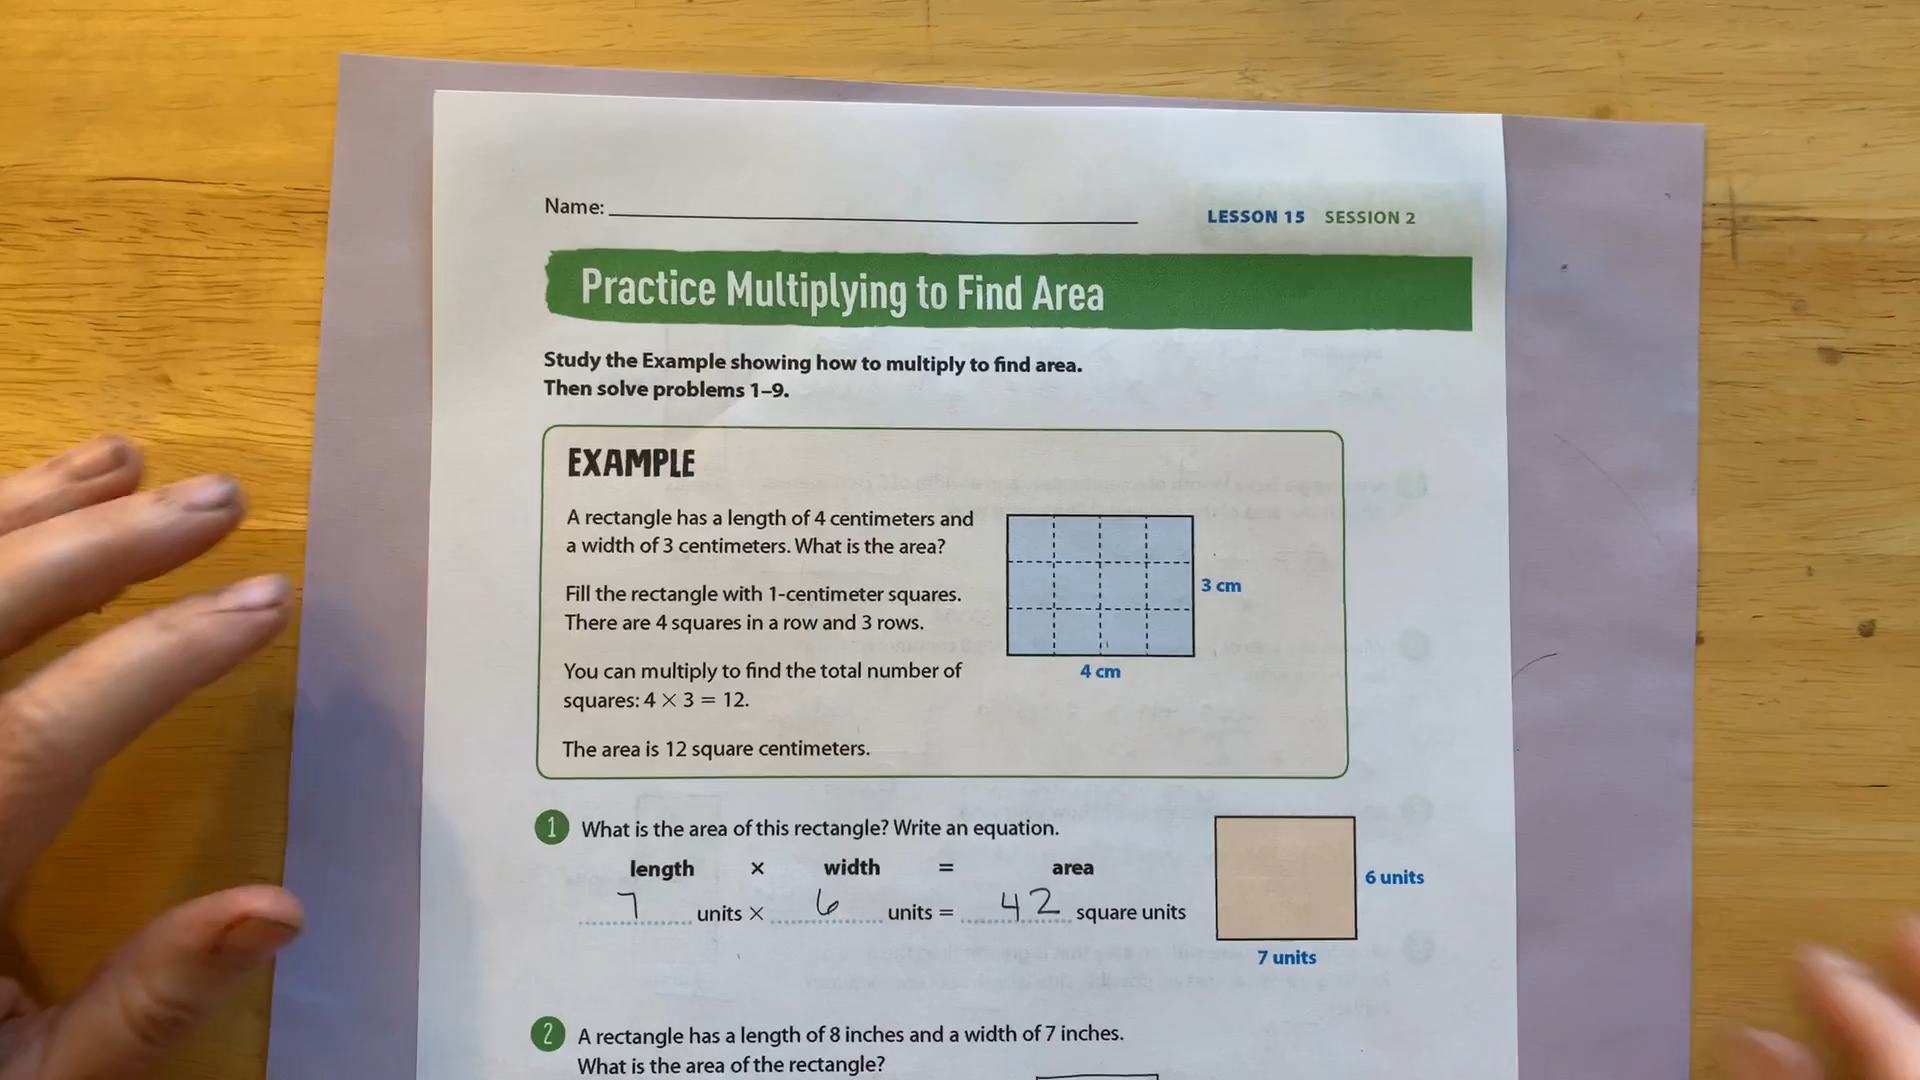 Name:
LESSON 15 SESSION 2
Practice Multiplying to Find Area
Study the Example showing how to multiply to find area.
Then solve problems 1–9.
EXAMPLE
A rectangle has a length of 4 centimeters and
a width of 3 centimeters. What is the area?
Fill the rectangle with 1-centimeter squares.
There are 4 squares in a row and 3 rows.
You can multiply to find the total number of
squares: 4 × 3 = 12.
The area is 12 square centimeters.
3 cm
4 cm
1 What is the area of this rectangle? Write an equation.
length × width = area
7 units × 6 units = 42 square units
6 units
7 units
2 A rectangle has a length of 8 inches and a width of 7 inches.
What is the area of the rectangle?